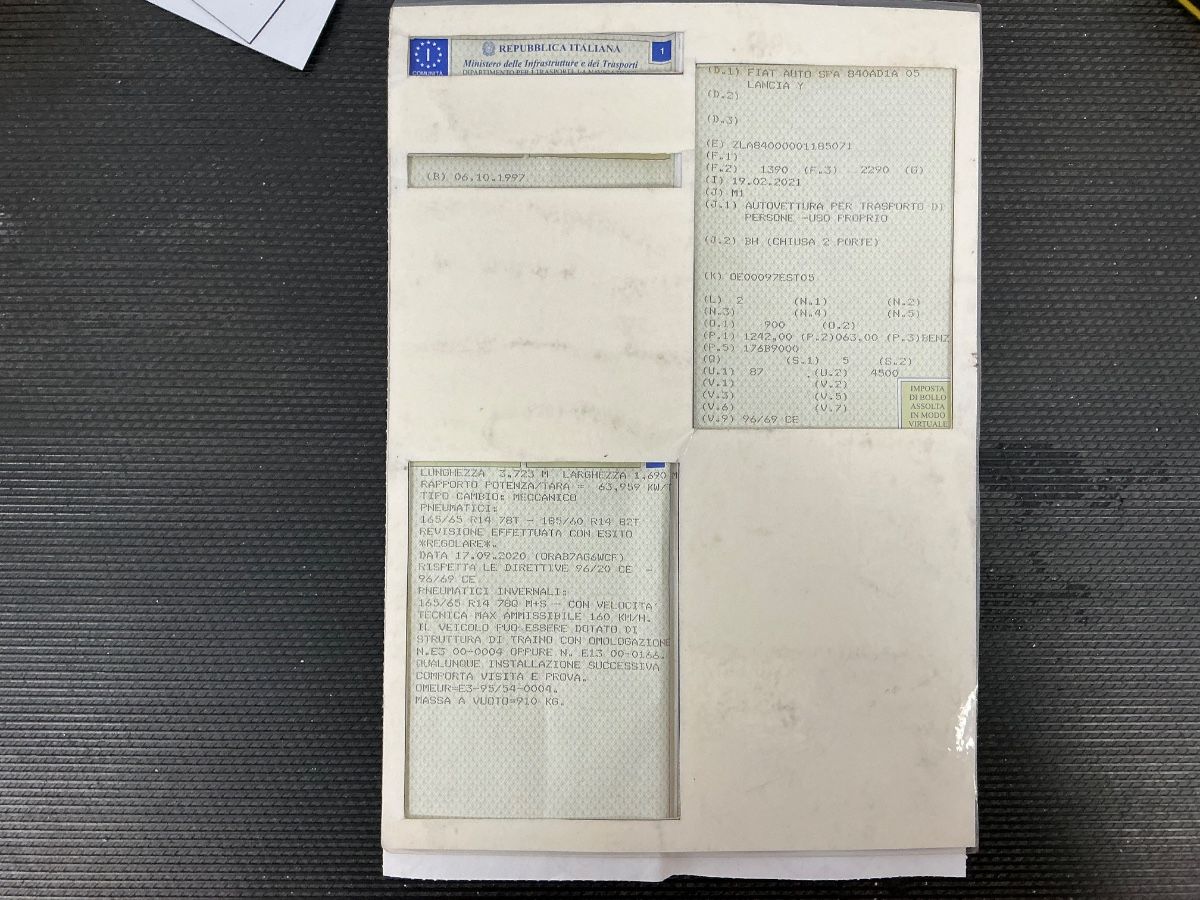 I
COMUNITÀ
REPUBBLICA ITALIANA
Ministero delle Infrastrutture e dei Trasporti
DIPARTIMENTO PER I TRASPORTI, LA NAVIGAZIONE
1
(B) 06.10.1997
LUNGHEZZA 3,723 M LARGHEZZA 1,690 M
RAPPORTO POTENZA/TARA = 63,959 KW/T
TIPO CAMBIO: MECCANICO
PNEUMATICI:
165/65 R14 78T - 185/60 R14 82T
REVISIONE EFFETTUATA CON ESITO
*REGOLARE*.
DATA 17.09.2020 (ORAB7AG6WCF)
RISPETTA LE DIRETTIVE 96/20 CE -
96/69 CE
PNEUMATICI INVERNALI:
165/65 R14 78Q M+S - CON VELOCITA'
TECNICA MAX AMMISSIBILE 160 KM/H.
IL VEICOLO PUO ESSERE DOTATO DI
STRUTTURA DI TRAINO CON OMOLOGAZIONE
N.E3 00-0004 OPPURE N. E13 00-0166.
QUALUNQUE INSTALLAZIONE SUCCESSIVA
COMPORTA VISITA E PROVA.
OMEUR=E3-95/54-0004.
MASSA A VUOTO=910 KG.
(D.1) FIAT AUTO SPA 840AD1A 05
LANCIA Y
(D.2)
(D.3)
(E) ZLA84000001185071
(F.1)
(F.2) 1390 (F.3) 2290 (G)
(I) 19.02.2021
(J) M1
(J.1) AUTOVETTURA PER TRASPORTO DI
PERSONE -USO PROPRIO
(J.2) BH (CHIUSA 2 PORTE)
(K) OE00097EST05
(L) 2 (N.1) (N.2)
(N.3) (N.4) (N.5)
(O.1) 900 (O.2)
(P.1) 1242,00 (P.2)063.00 (P.3)BENZ
(P.5) 176B9000
(Q) (S.1) 5 (S.2)
(U.1) 87 (U.2) 4500
(V.1) (V.2)
(V.3) (V.5)
(V.6) (V.7)
(V.9) 96/69 CE
IMPOSTA
DI BOLLO
ASSOLTA
IN MODO
VIRTUALE